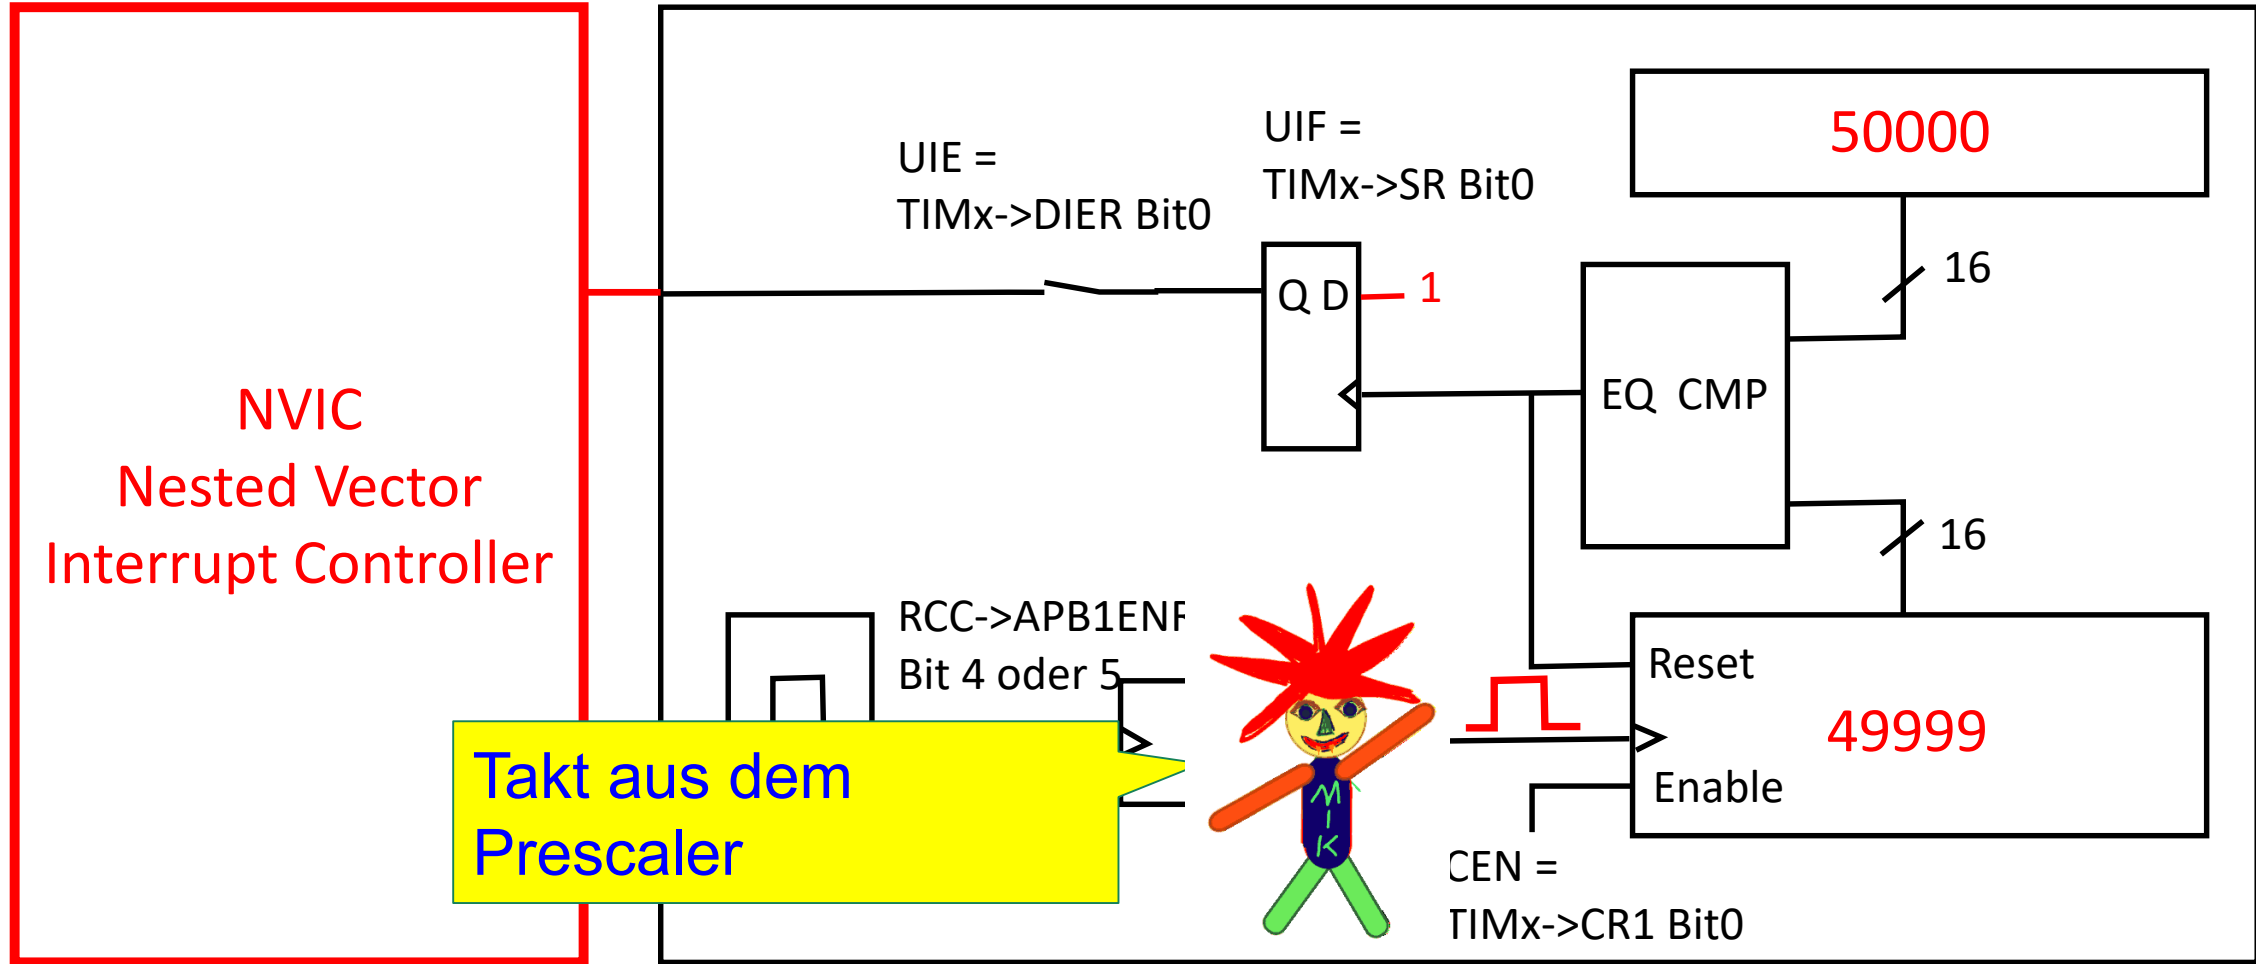 NVIC
Nested Vector
Interrupt Controller
UIE =
TIMx->DIER Bit0
UIF =
TIMx->SR Bit0
50000
16
Q D
1
EQ CMP
16
RCC->APB1ENR
Bit 4 oder 5
Reset
49999
Enable
Takt aus dem
Prescaler
MIK
CEN =
TIMx->CR1 Bit0